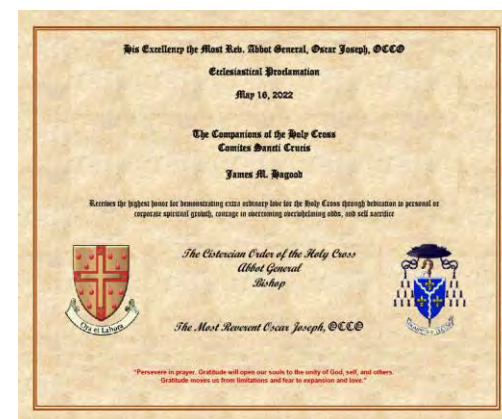 His Excellency the Most Rev. Abbot General, Oscar Joseph, OCCO
Ecclesiastical Proclamation
May 16, 2022
The Companions of the Holy Cross
Comites Sancti Crucis
James M. Hagood
Receives the highest honor for demonstrating extra ordinary love for the Holy Cross through dedication to personal or
corporate spiritual growth, courage in overcoming overwhelming odds, and self sacrifice
The Cistercian Order of the Holy Cross
Abbot General
Bishop
Ora et Labora
The Most Reverent Oscar Joseph, OCCO
"Persevere in prayer. Gratitude will open our souls to the unity of God, self, and others.
Gratitude moves us from limitations and fear to expansion and love."